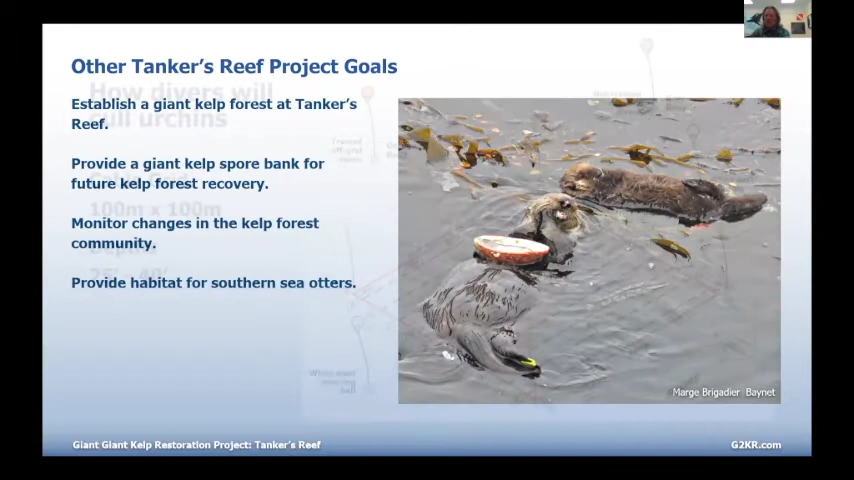 Other Tanker's Reef Project Goals
How divers will
cull urchins
Establish a giant kelp forest at Tanker's
Reef.
Provide a giant kelp spore bank for
future kelp forest recovery.
100m x 100m
Monitor changes in the kelp forest
community.
Provide habitat for southern sea otters.
Marge Brigadier Baynet
Giant Giant Kelp Restoration Project: Tanker's Reef
G2KR.com